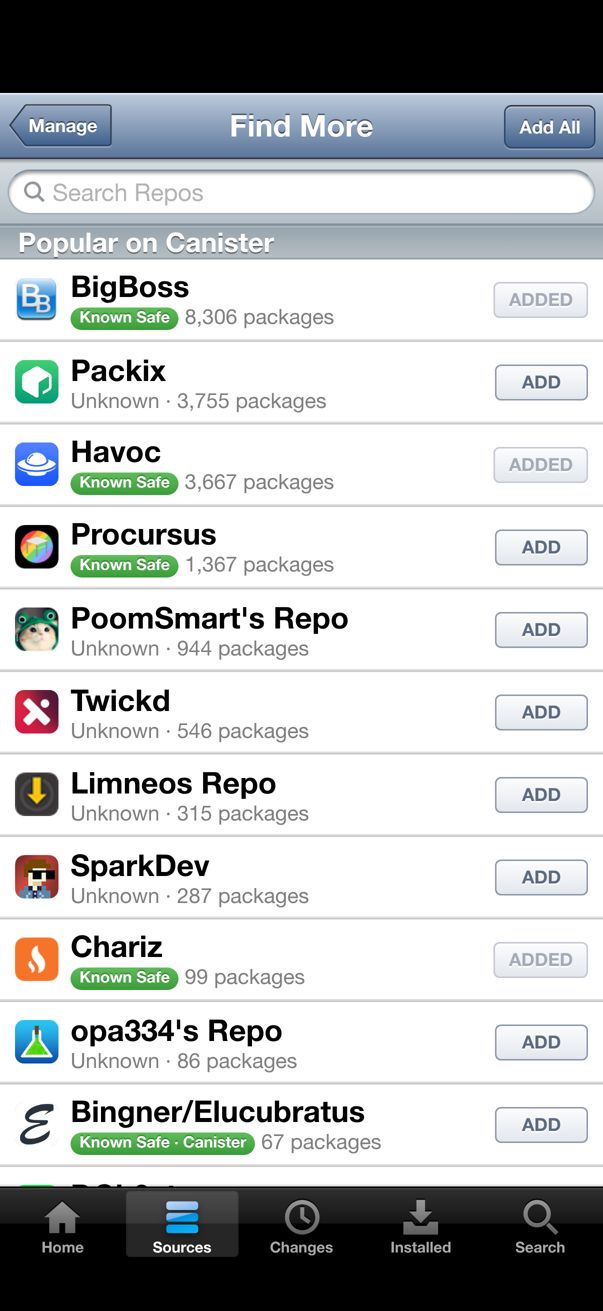 Manage
Find More
Add All
Search Repos
Popular on Canister
BB
BigBoss
Known Safe 8,306 packages
ADDED
Packix
Unknown · 3,755 packages
ADD
Havoc
Known Safe 3,667 packages
ADDED
Procursus
Known Safe 1,367 packages
ADD
PoomSmart's Repo
Unknown · 944 packages
ADD
Twickd
Unknown · 546 packages
ADD
Limneos Repo
Unknown · 315 packages
ADD
SparkDev
Unknown · 287 packages
ADD
Chariz
Known Safe 99 packages
ADDED
opa334's Repo
Unknown · 86 packages
ADD
E
Bingner/Elucubratus
Known Safe · Canister 67 packages
ADD
Home
Sources
Changes
Installed
Search